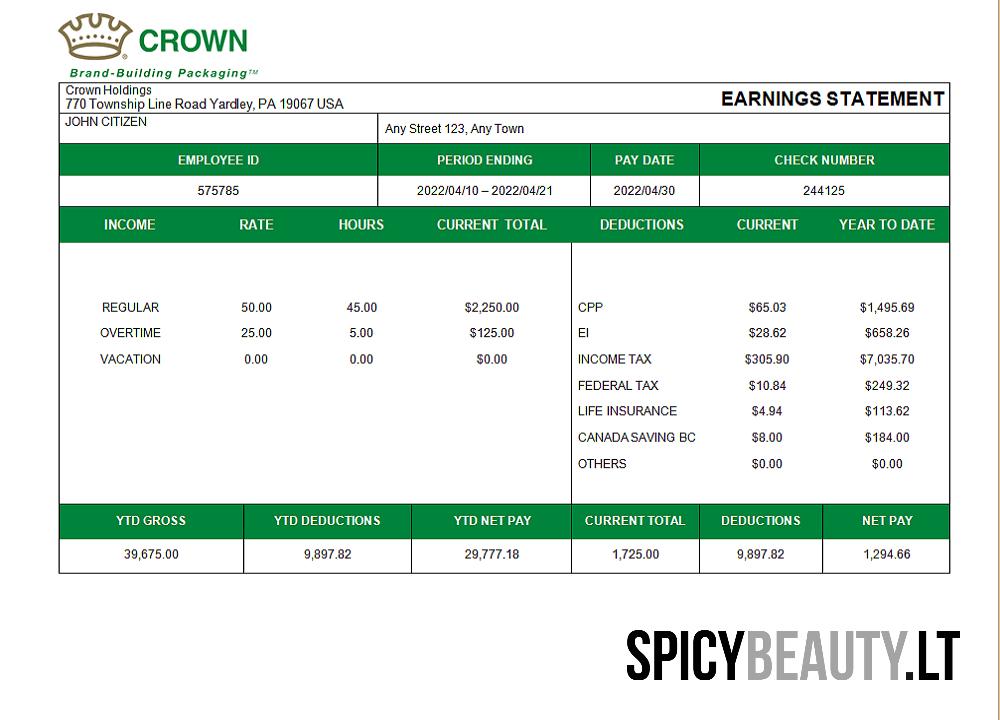 CROWN
Brand-Building Packaging™
Crown Holdings
770 Township Line Road Yardley, PA 19067 USA
EARNINGS STATEMENT
JOHN CITIZEN
Any Street 123, Any Town
EMPLOYEE ID PERIOD ENDING PAY DATE CHECK NUMBER
575785 2022/04/10 – 2022/04/21 2022/04/30 244125
INCOME RATE HOURS CURRENT TOTAL DEDUCTIONS CURRENT YEAR TO DATE
REGULAR 50.00 45.00 $2,250.00 CPP $65.03 $1,495.69
OVERTIME 25.00 5.00 $125.00 EI $28.62 $658.26
VACATION 0.00 0.00 $0.00 INCOME TAX $305.90 $7,035.70
FEDERAL TAX $10.84 $249.32
LIFE INSURANCE $4.94 $113.62
CANADA SAVING BC $8.00 $184.00
OTHERS $0.00 $0.00
YTD GROSS YTD DEDUCTIONS YTD NET PAY CURRENT TOTAL DEDUCTIONS NET PAY
39,675.00 9,897.82 29,777.18 1,725.00 9,897.82 1,294.66
SPICYBEAUTY.LT